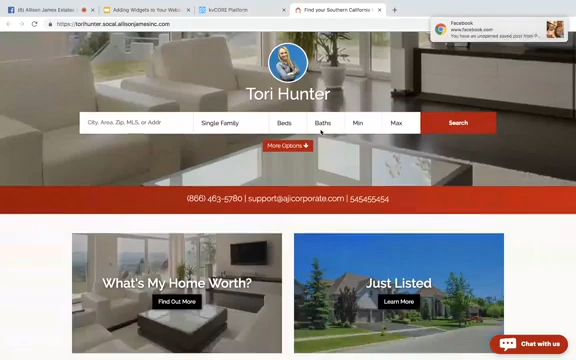 (6) Allison James Estates
Adding Widgets to Your Web
kvCORE Platform
Find your Southern California
https://torihunter.socal.allisonjamesinc.com
Facebook
www.facebook.com
You have an unopened saved post from
Tori Hunter
City, Area, Zip, MLS, or Addr
Single Family
Beds
Baths
Min
Max
Search
More Options
(866) 463-5780 | support@ajicorporate.com | 545455454
What's My Home Worth?
Find Out More
Just Listed
Learn More
Chat with us